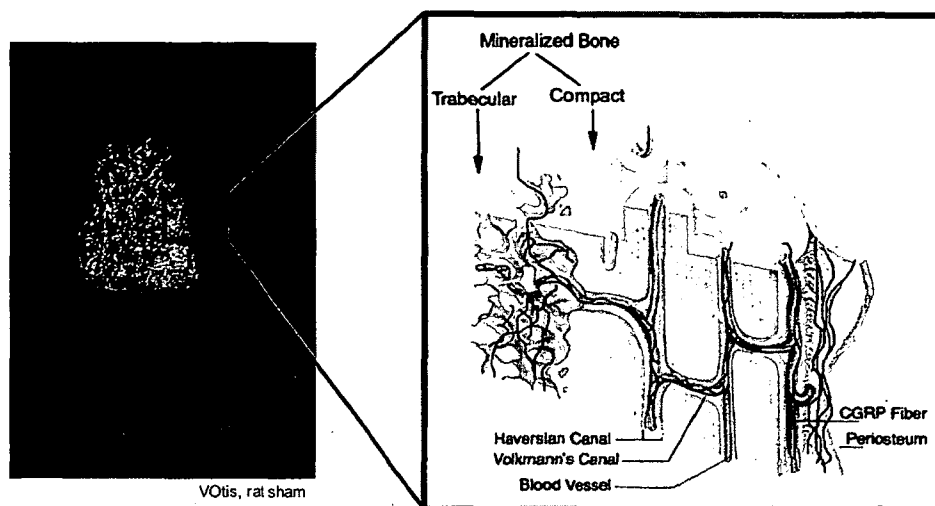 Mineralized Bone
Trabecular
Compact
CGRP Fiber
Periosteum
Haversian Canal
Volkmann's Canal
Blood Vessel
VOtis, rat sham